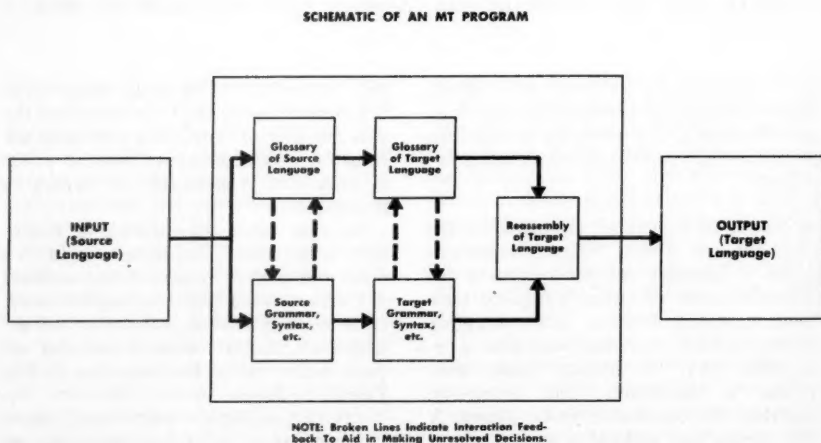 SCHEMATIC OF AN MT PROGRAM
INPUT
(Source
Language)
Glossary
of Source
Language
Glossary
of Target
Language
Source
Grammar,
Syntax,
etc.
Target
Grammar,
Syntax,
etc.
Reassembly
of Target
Language
OUTPUT
(Target
Language)
NOTE: Broken Lines Indicate Interaction Feed-
back To Aid in Making Unresolved Decisions.